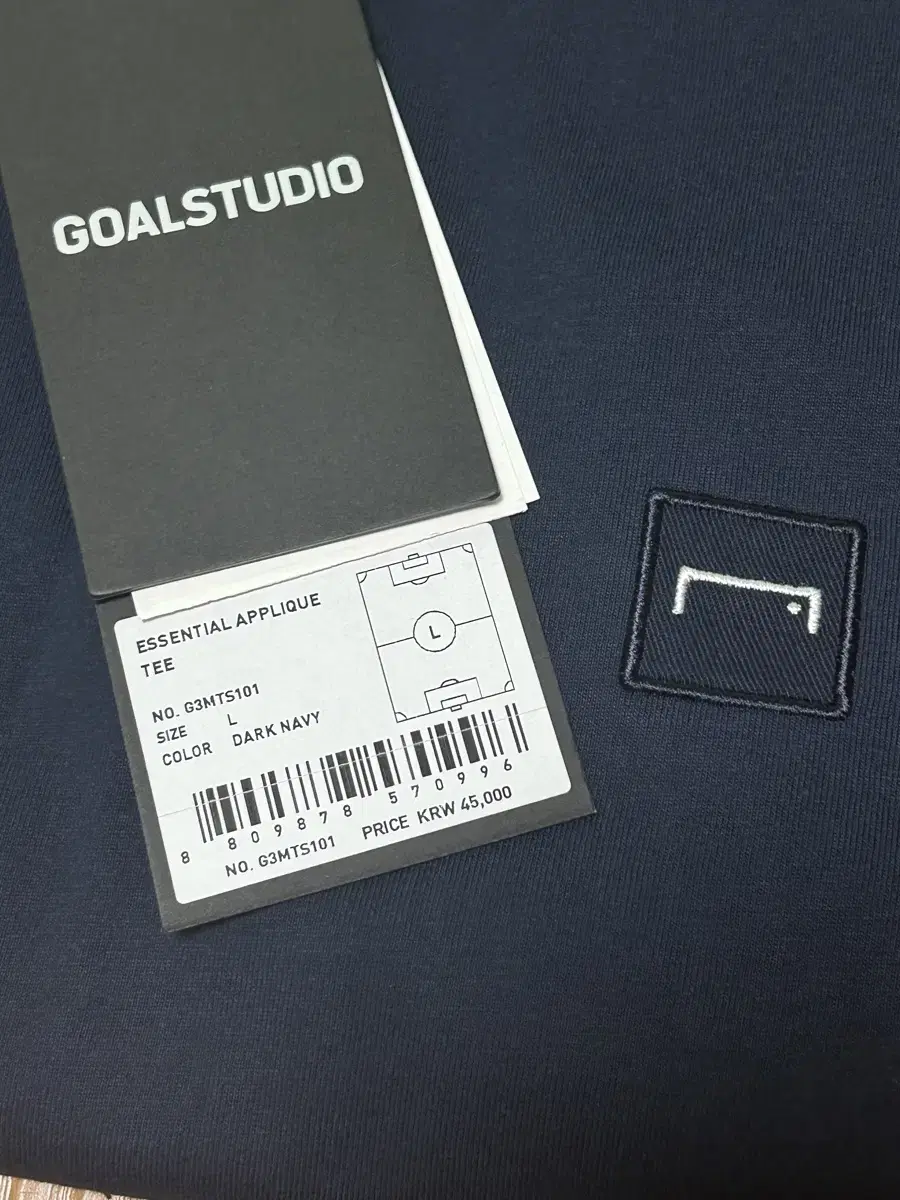 GOALSTUDIO
ESSENTIAL APPLIQUE
TEE
L
NO. G3MTS101
SIZE L
COLOR DARK NAVY
8 809878 570996
NO. G3MTS101 PRICE KRW 45,000